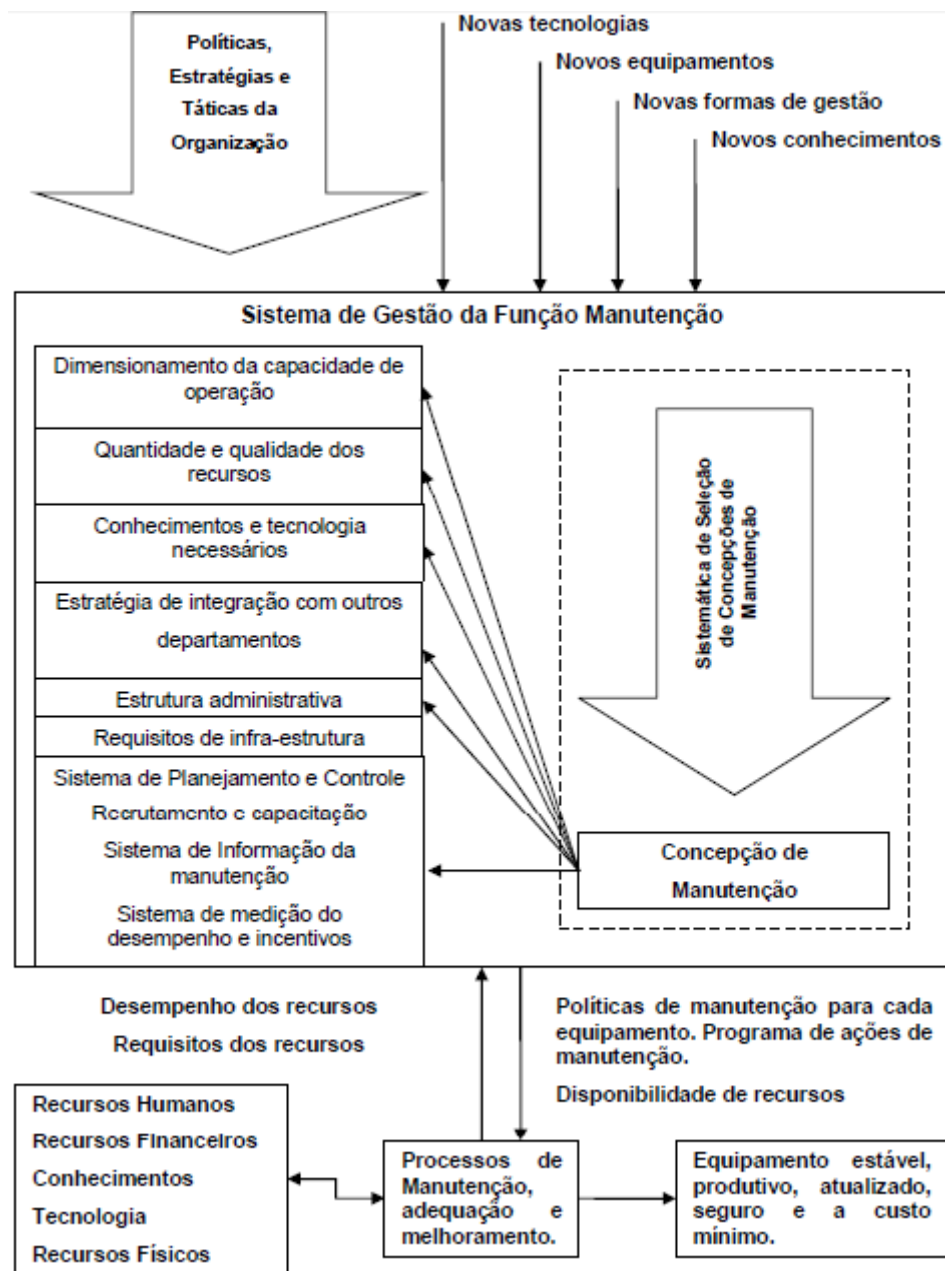 Políticas,
Estratégias e
Táticas da
Organização
Novas tecnologias
Novos equipamentos
Novas formas de gestão
Novos conhecimentos
Sistema de Gestão da Função Manutenção
Dimensionamento da capacidade de
operação
Quantidade e qualidade dos
recursos
Conhecimentos e tecnologia
necessários
Estratégia de integração com outros
departamentos
Estrutura administrativa
Requisitos de infra-estrutura
Sistema de Planejamento e Controle
Recrutamento e capacitação
Sistema de Informação da
manutenção
Sistema de medição do
desempenho e incentivos
Sistemática de Seleção
de Concepções de
Manutenção
Concepção de
Manutenção
Desempenho dos recursos
Requisitos dos recursos
Políticas de manutenção para cada
equipamento. Programa de ações de
manutenção.
Disponibilidade de recursos
Recursos Humanos
Recursos Financeiros
Conhecimentos
Tecnologia
Recursos Físicos
Processos de
Manutenção,
adequação e
melhoramento.
Equipamento estável,
produtivo, atualizado,
seguro e a custo
mínimo.